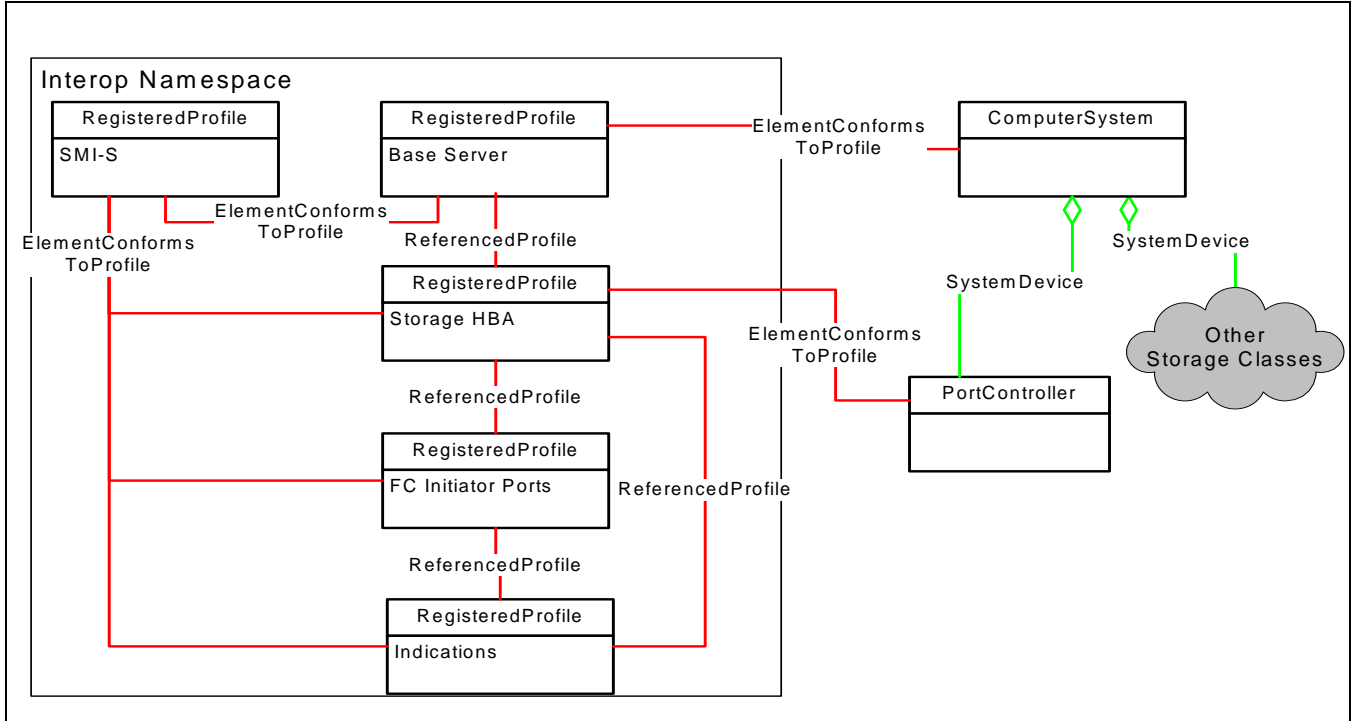 Interop Namespace
RegisteredProfile
SMI-S
RegisteredProfile
Base Server
ElementConforms
ToProfile
ComputerSystem
ElementConforms
ToProfile
ElementConforms
ToProfile
ReferencedProfile
SystemDevice
SystemDevice
RegisteredProfile
Storage HBA
ElementConforms
ToProfile
Other
Storage Classes
PortController
ReferencedProfile
RegisteredProfile
FC Initiator Ports
ReferencedProfile
ReferencedProfile
RegisteredProfile
Indications